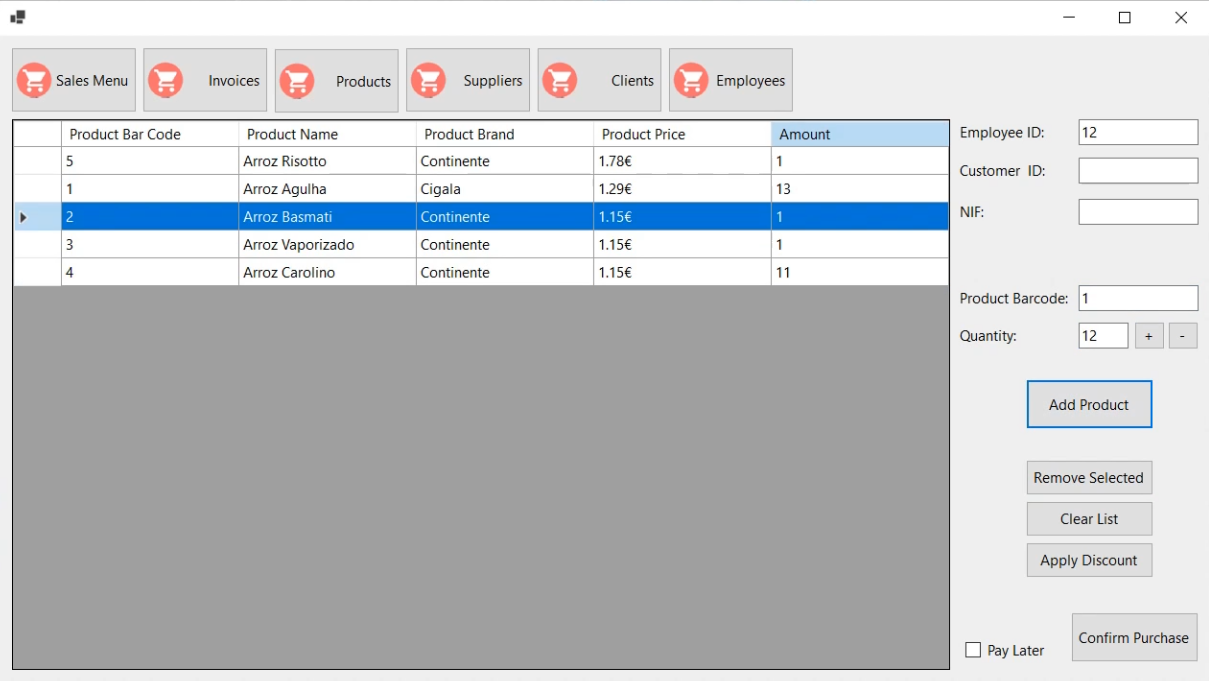 Sales Menu Invoices Products Suppliers Clients Employees
Product Bar Code Product Name Product Brand Product Price Amount
5 Arroz Risotto Continente 1.78€ 1
1 Arroz Agulha Cigala 1.29€ 13
2 Arroz Basmati Continente 1.15€ 1
3 Arroz Vaporizado Continente 1.15€ 1
4 Arroz Carolino Continente 1.15€ 11
Employee ID: 12
Customer ID:
NIF:
Product Barcode: 1
Quantity: 12 + -
Add Product
Remove Selected
Clear List
Apply Discount
Pay Later Confirm Purchase